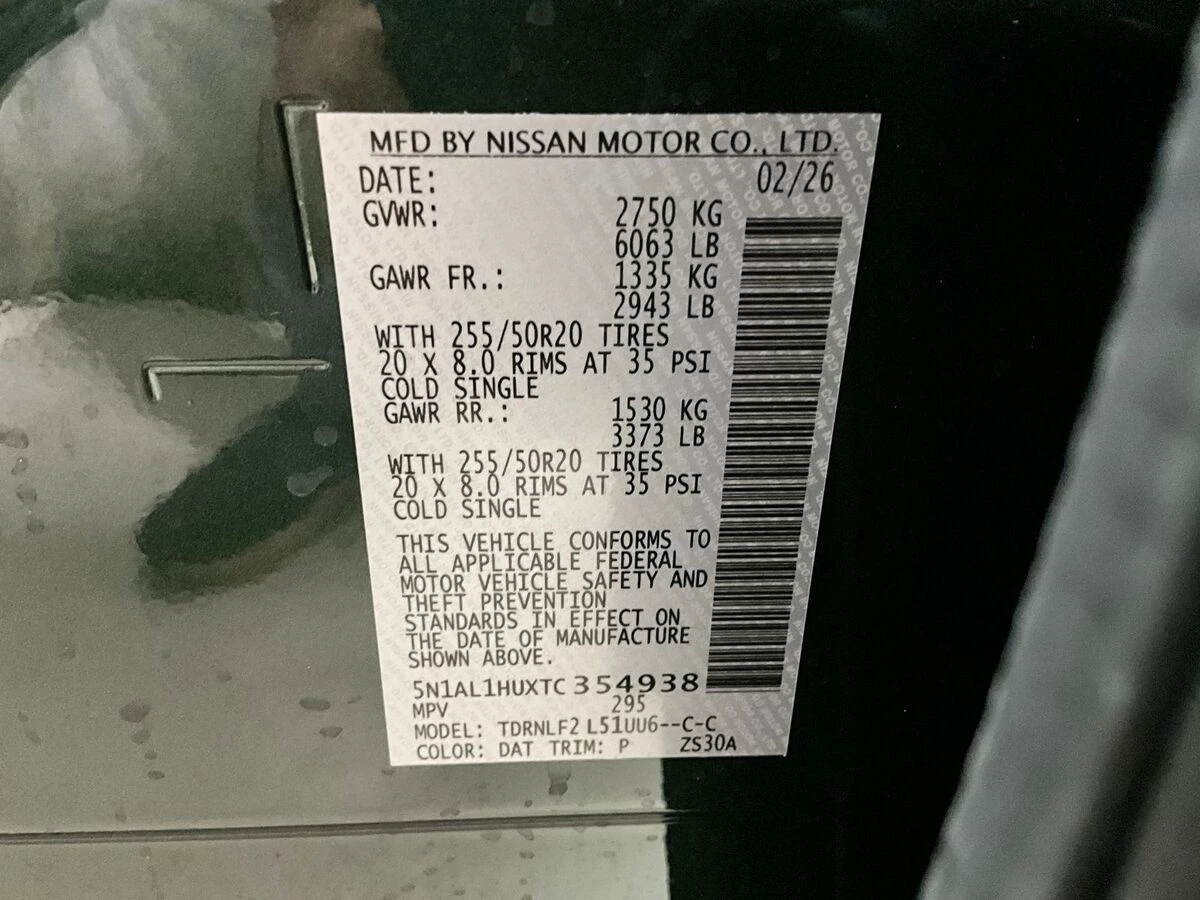 MFD BY NISSAN MOTOR CO., LTD.
DATE: 02/26
GVWR: 2750 KG
6063 LB
GAWR FR.: 1335 KG
2943 LB
WITH 255/50R20 TIRES
20 X 8.0 RIMS AT 35 PSI
COLD SINGLE
GAWR RR.: 1530 KG
3373 LB
WITH 255/50R20 TIRES
20 X 8.0 RIMS AT 35 PSI
COLD SINGLE
THIS VEHICLE CONFORMS TO
ALL APPLICABLE FEDERAL
MOTOR VEHICLE SAFETY AND
THEFT PREVENTION
STANDARDS IN EFFECT ON
THE DATE OF MANUFACTURE
SHOWN ABOVE.
5N1AL1HUXTC 354938
MPV 295
MODEL: TDRNLF2 L51UU6--C-C
COLOR: DAT TRIM: P ZS30A